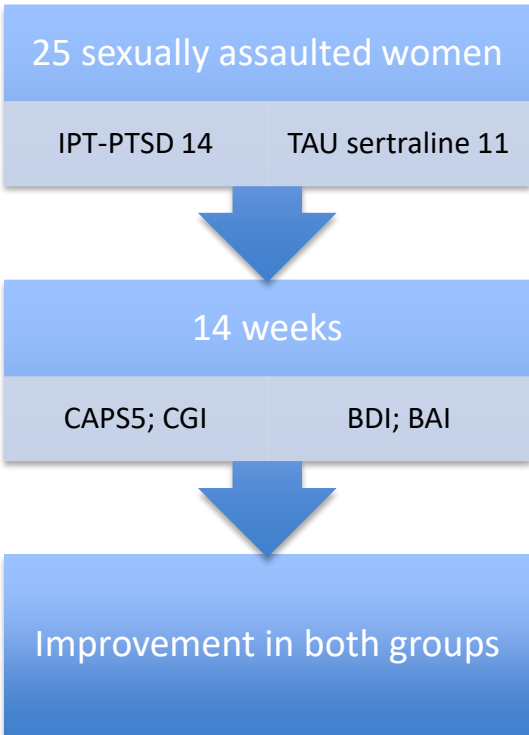 25 sexually assaulted women
IPT-PTSD 14
TAU sertraline 11
14 weeks
CAPS5; CGI
BDI; BAI
Improvement in both groups